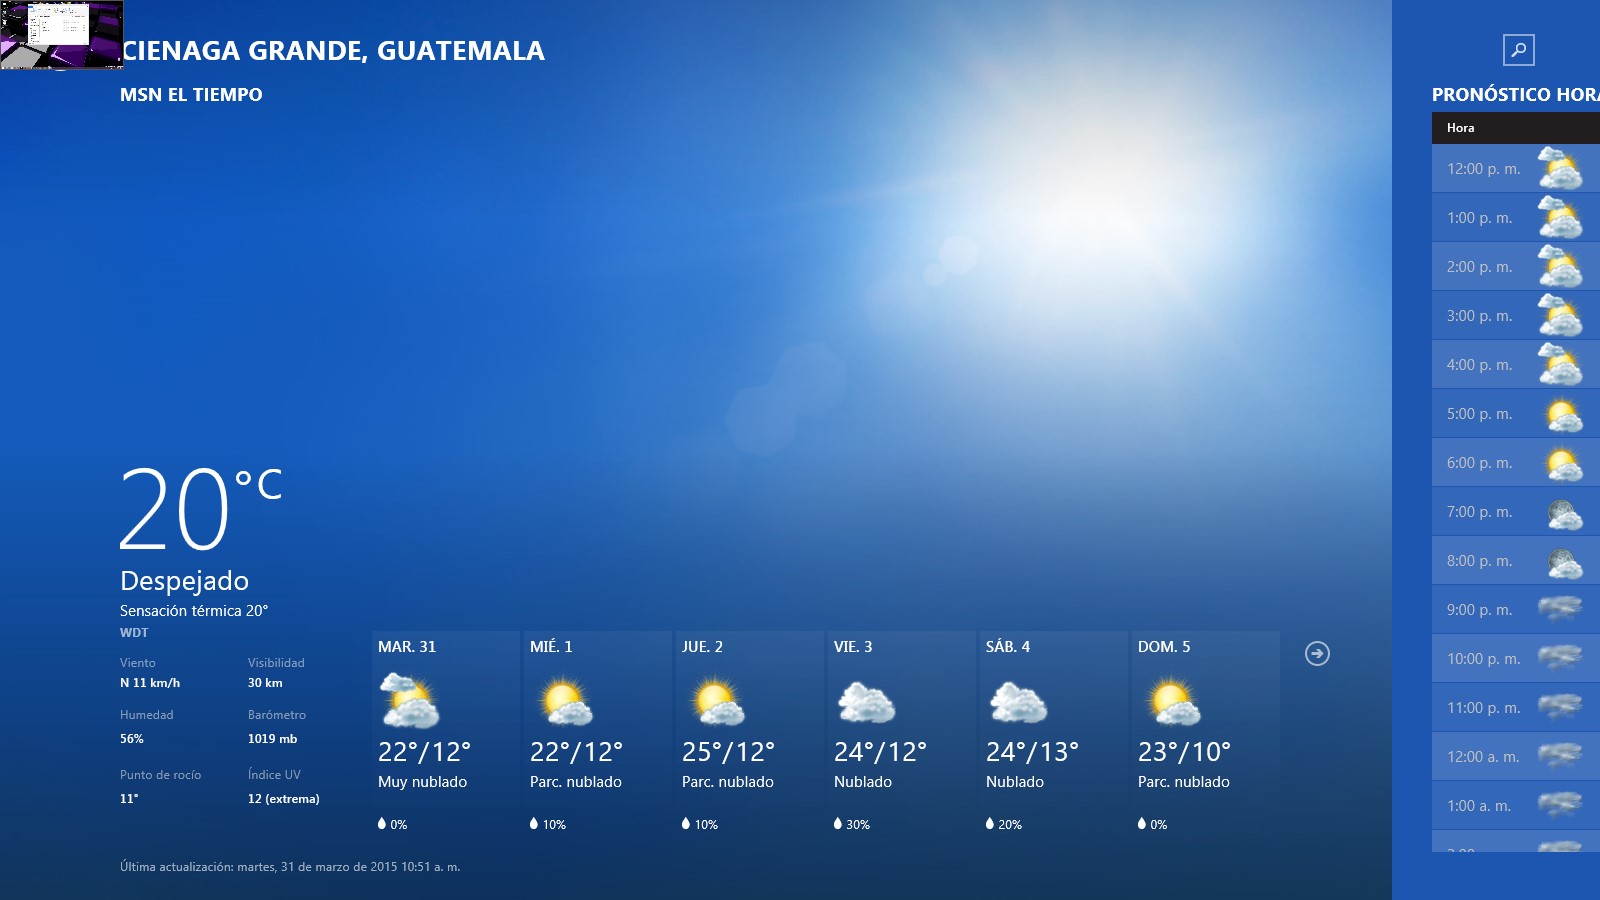 CIENAGA GRANDE, GUATEMALA
MSN EL TIEMPO
20°C
Despejado
Sensación térmica 20°
WDT
Viento
N 11 km/h
Visibilidad
30 km
Humedad
56%
Barómetro
1019 mb
Punto de rocío
11°
Índice UV
12 (extrema)
MAR. 31
22°/12°
Muy nublado
0%
MIÉ. 1
22°/12°
Parc. nublado
10%
JUE. 2
25°/12°
Parc. nublado
10%
VIE. 3
24°/12°
Nublado
30%
SÁB. 4
24°/13°
Nublado
20%
DOM. 5
23°/10°
Parc. nublado
0%
Última actualización: martes, 31 de marzo de 2015 10:51 a. m.
PRONÓSTICO HORA
Hora
12:00 p. m.
1:00 p. m.
2:00 p. m.
3:00 p. m.
4:00 p. m.
5:00 p. m.
6:00 p. m.
7:00 p. m.
8:00 p. m.
9:00 p. m.
10:00 p. m.
11:00 p. m.
12:00 a. m.
1:00 a. m.